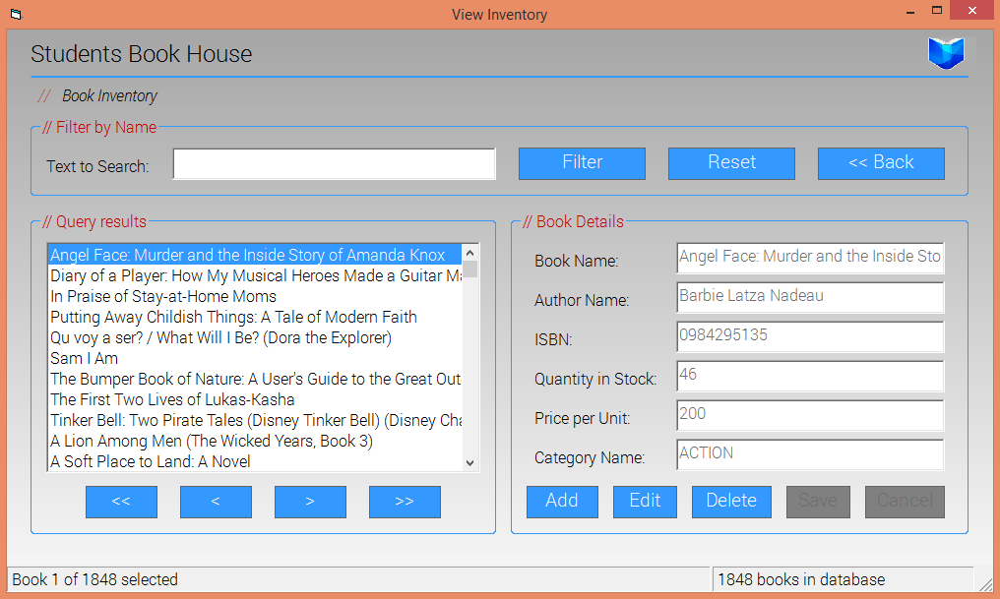 View Inventory
Students Book House
// Book Inventory
// Filter by Name
Text to Search:
Filter
Reset
<< Back
// Query results
Angel Face: Murder and the Inside Story of Amanda Knox
Diary of a Player: How My Musical Heroes Made a Guitar Ma
In Praise of Stay-at-Home Moms
Putting Away Childish Things: A Tale of Modern Faith
Qu voy a ser? / What Will I Be? (Dora the Explorer)
Sam I Am
The Bumper Book of Nature: A User's Guide to the Great Out
The First Two Lives of Lukas-Kasha
Tinker Bell: Two Pirate Tales (Disney Tinker Bell) (Disney Cha
A Lion Among Men (The Wicked Years, Book 3)
A Soft Place to Land: A Novel
<<
<
>
>>
// Book Details
Book Name: Angel Face: Murder and the Inside Sto
Author Name: Barbie Latza Nadeau
ISBN: 0984295135
Quantity in Stock: 46
Price per Unit: 200
Category Name: ACTION
Add
Edit
Delete
Save
Cancel
Book 1 of 1848 selected
1848 books in database